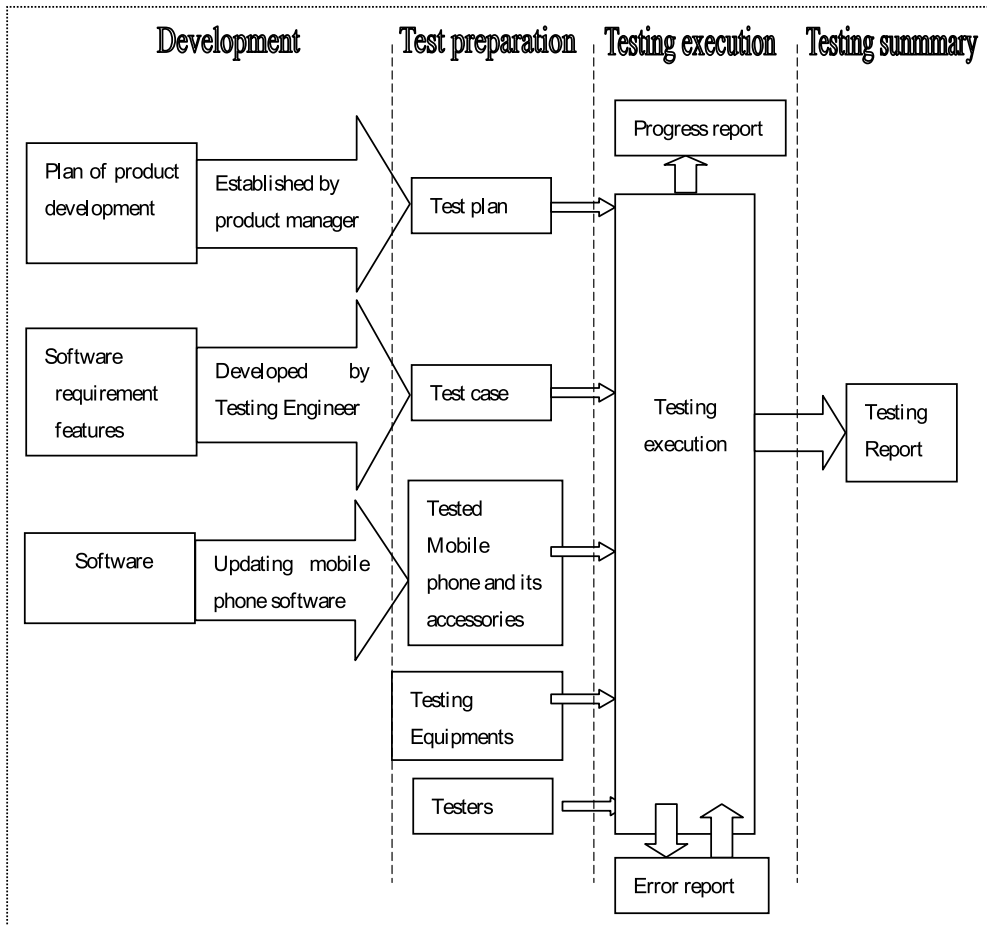 Development
Test preparation
Testing execution
Testing sunmmary
Progress report
Plan of product
development
Established by
product manager
Test plan
Software
requirement
features
Developed by
Testing Engineer
Test case
Testing
execution
Testing
Report
Software
Updating mobile
phone software
Tested
Mobile
phone and its
accessories
Testing
Equipments
Testers
Error report